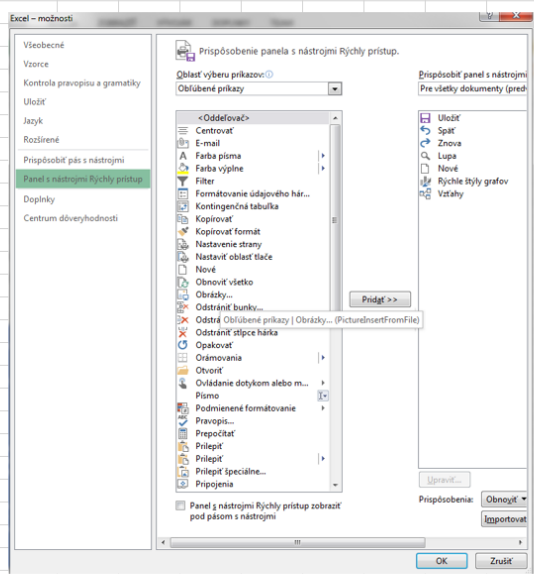 Excel – možnosti
Všeobecné
Vzorce
Kontrola pravopisu a gramatiky
Uložiť
Jazyk
Rozšírené
Prispôsobiť pás s nástrojmi
Panel s nástrojmi Rýchly prístup
Doplnky
Centrum dôveryhodnosti
Prispôsobenie panela s nástrojmi Rýchly prístup.
Oblasť výberu príkazov:
Obľúbené príkazy
<Oddeľovač>
Centrovať
E-mail
Farba písma
Farba výplne
Filter
Formátovanie údajového hár...
Kontingenčná tabuľka
Kopírovať
Kopírovať formát
Nastavenie strany
Nastaviť oblasť tlače
Nové
Obnoviť všetko
Obrázky...
Odstrániť bunky...
Odstrá
Obľúbené príkazy | Obrázky... (PictureInsertFromFile)
Odstrániť stĺpce hárka
Opakovať
Orámovania
Otvoriť
Ovládanie dotykom alebo m...
Písmo
Podmienené formátovanie
Pravopis...
Prepočítať
Prilepiť
Prilepiť
Prilepiť špeciálne...
Pripojenia
Panel s nástrojmi Rýchly prístup zobraziť
pod pásom s nástrojmi
Pridať >>
Prispôsobiť panel s nástrojmi
Pre všetky dokumenty (pred
Uložiť
Späť
Znova
Lupa
Nové
Rýchle štýly grafov
Vzťahy
Upraviť...
Prispôsobenia:
Obnoviť
Importovať
OK
Zrušiť